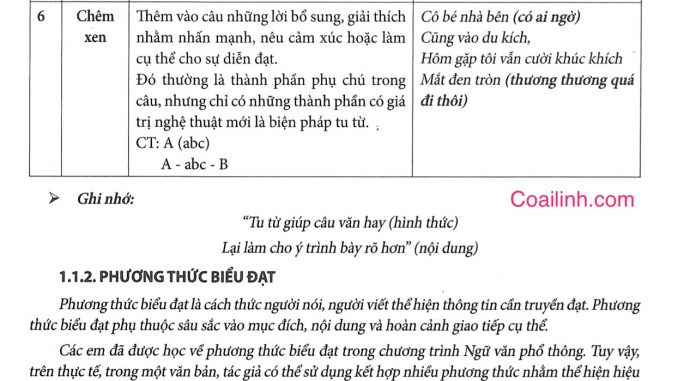 6 Chêm Thêm vào câu những lời bổ sung, giải thích Cô bé nhà bên (có ai ngờ)
xen nhằm nhấn mạnh, nêu cảm xúc hoặc làm Cũng vào du kích,
cụ thể cho sự diễn đạt. Hôm gặp tôi vẫn cười khúc khích
Đó thường là thành phần phụ chú trong Mắt đen tròn (thương thương quá
câu, nhưng chỉ có những thành phần có giá đi thôi)
trị nghệ thuật mới là biện pháp tu từ.
CT: A (abc)
A - abc - B
➢ Ghi nhớ:
Coailinh.com
“Tu từ giúp câu văn hay (hình thức)
Lại làm cho ý trình bày rõ hơn” (nội dung)
1.1.2. PHƯƠNG THỨC BIỂU ĐẠT
Phương thức biểu đạt là cách thức người nói, người viết thể hiện thông tin cần truyền đạt. Phương
thức biểu đạt phụ thuộc sâu sắc vào mục đích, nội dung và hoàn cảnh giao tiếp cụ thể.
Các em đã được học về phương thức biểu đạt trong chương trình Ngữ văn phổ thông. Tuy vậy,
trên thực tế, trong một văn bản, tác giả có thể sử dụng kết hợp nhiều phương thức nhằm thể hiện hiệu